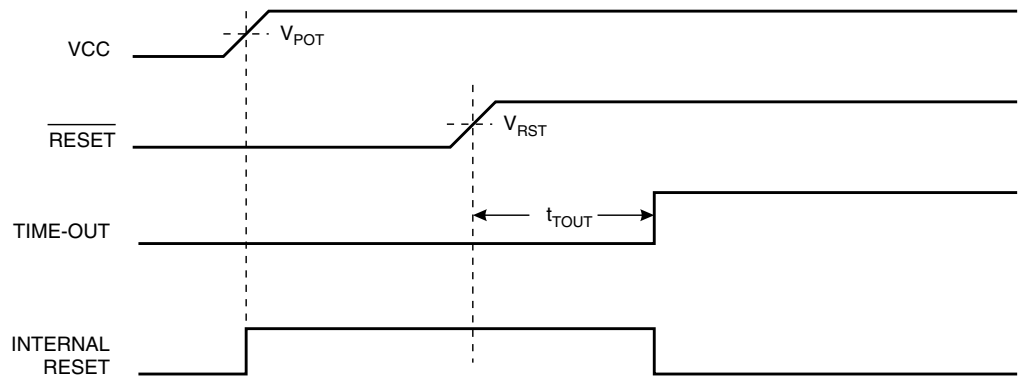 VCC
V_POT
RESET
V_RST
TIME-OUT
t_TOUT
INTERNAL
RESET